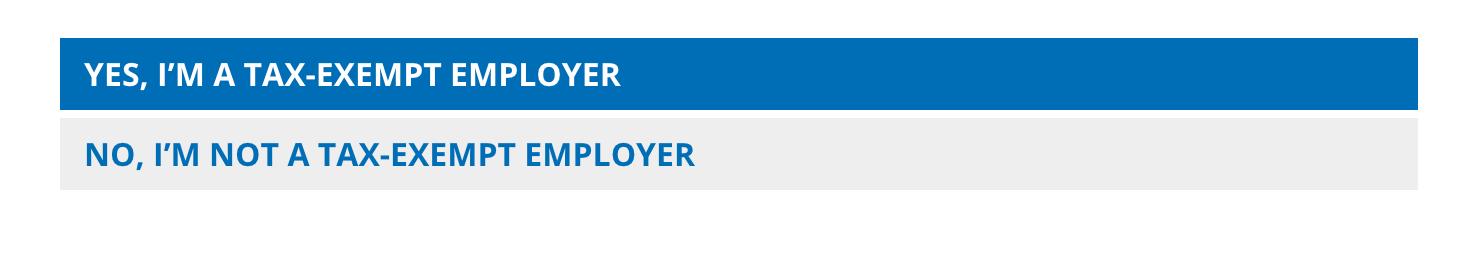 YES, I’M A TAX-EXEMPT EMPLOYER
NO, I’M NOT A TAX-EXEMPT EMPLOYER